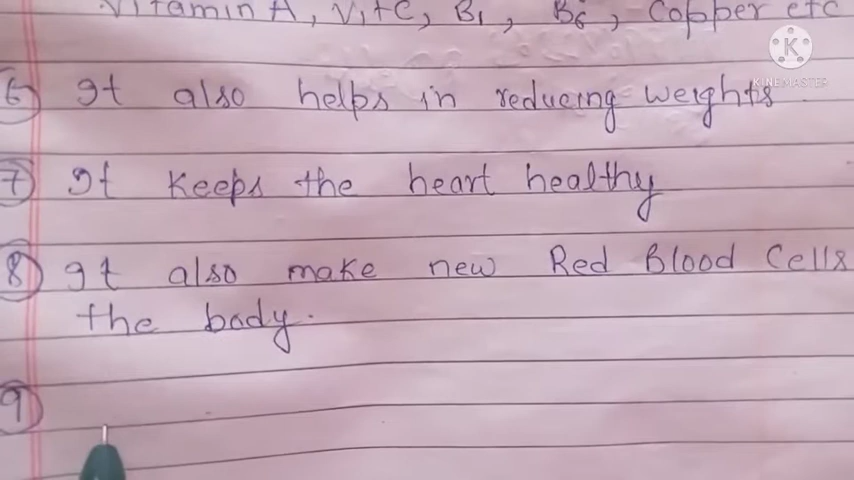 Vitamin A, Vit C, B1, B6, Copper etc
K
KINEMASTER
6 It also helps in reducing weights
7 It keeps the heart healthy
8 It also make new Red Blood Cells
the body.
9